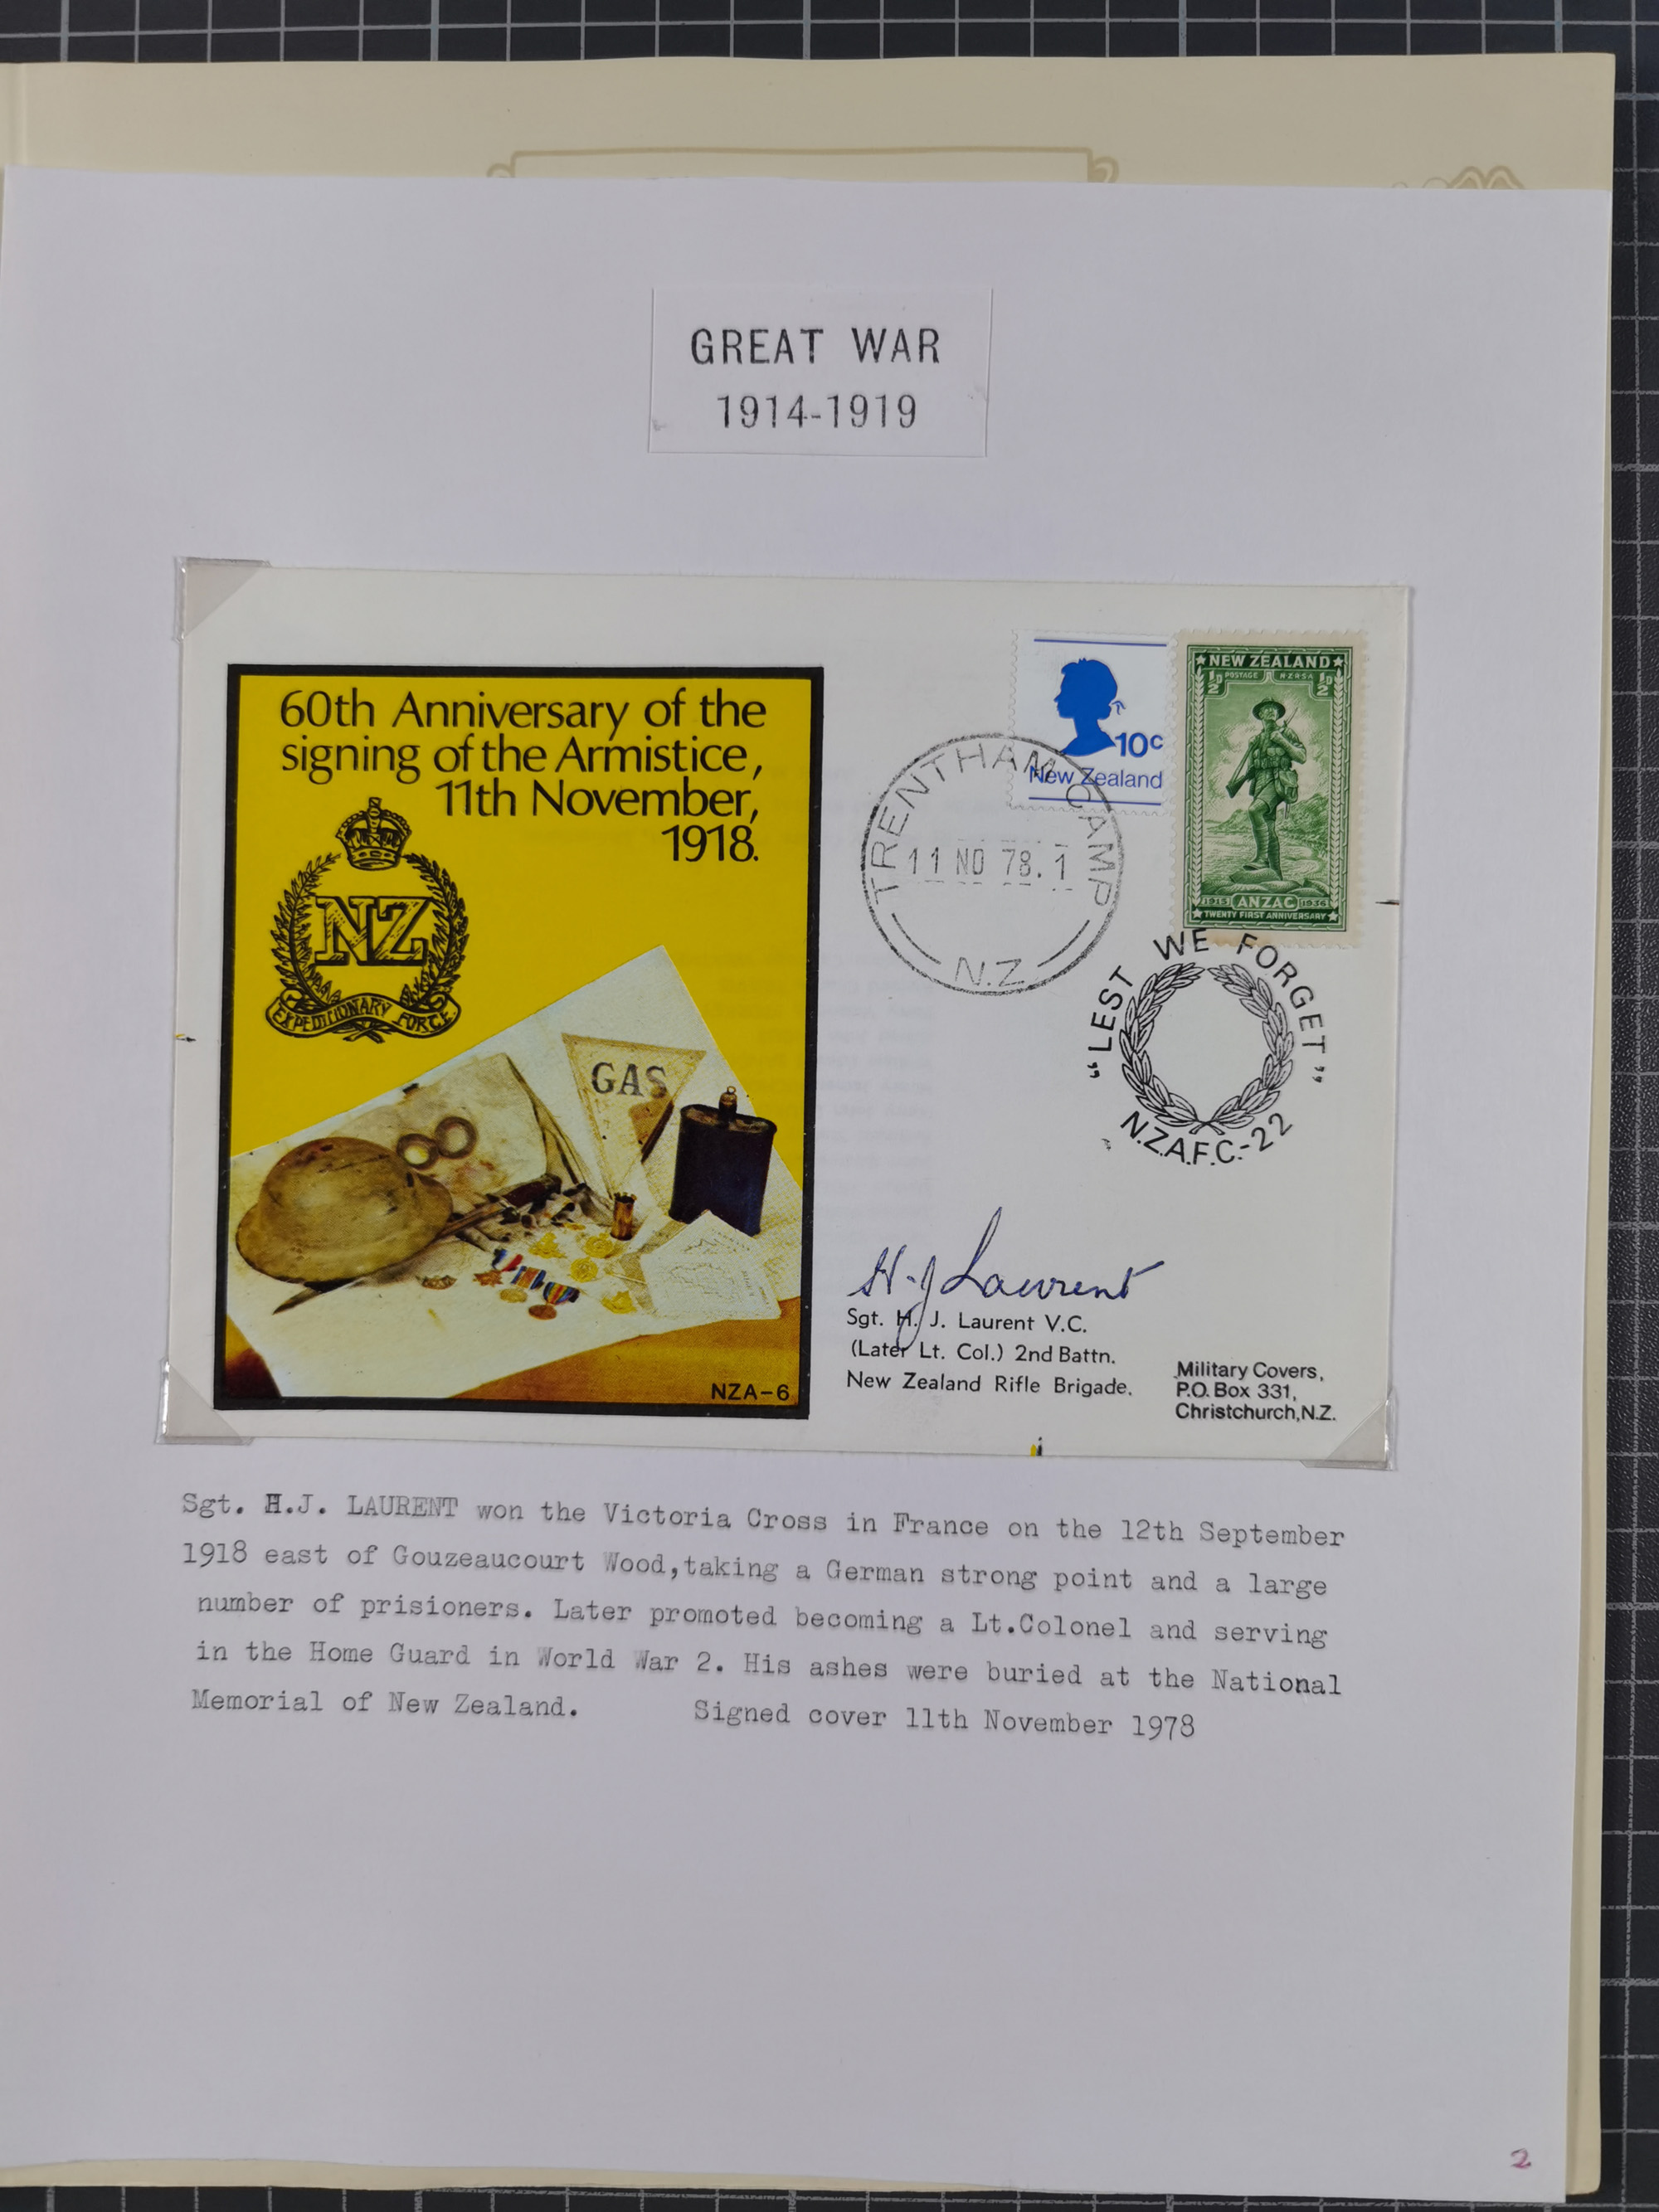 GREAT WAR
1914-1919
60th Anniversary of the
signing of the Armistice,
11th November,
1918.
NZ
EXPEDITIONARY FORCE
GAS
NZA-6
10c
New Zealand
NEW ZEALAND
½D POSTAGE N·Z·R·S·A ½D
1915 ANZAC 1936
TWENTY FIRST ANNIVERSARY
TRENTHAM CAMP
11 NO 78.1
N.Z
"LEST WE FORGET"
N.Z.A.F.C.-22
H.J Laurent
Sgt. H. J. Laurent V.C.
(Later Lt. Col.) 2nd Battn.
New Zealand Rifle Brigade.
Military Covers,
P.O. Box 331,
Christchurch, N.Z.
Sgt. H.J. LAURENT won the Victoria Cross in France on the 12th September
1918 east of Gouzeaucourt Wood,taking a German strong point and a large
number of prisioners. Later promoted becoming a Lt.Colonel and serving
in the Home Guard in World War 2. His ashes were buried at the National
Memorial of New Zealand. Signed cover 11th November 1978
2